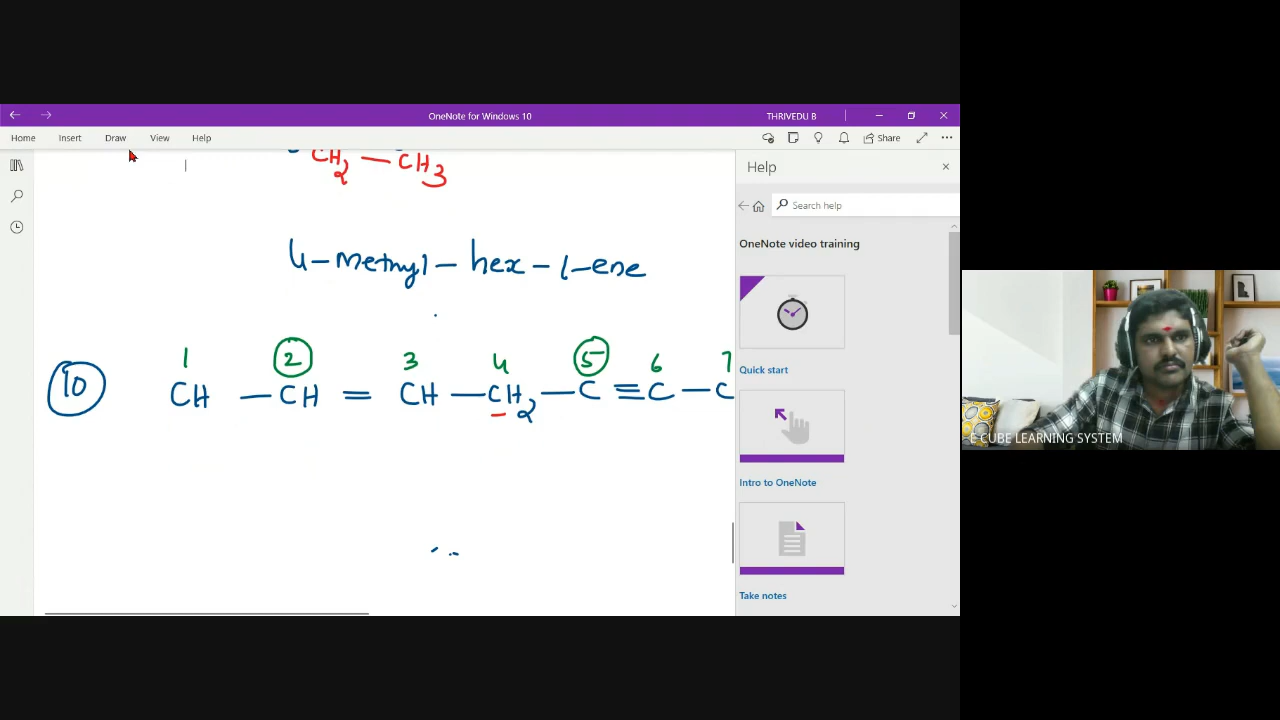 OneNote for Windows 10
THRIVEDU B
Home Insert Draw View Help
Share
CH2 — CH3
Help
Search help
OneNote video training
4-methyl-hex-1-ene
Quick start
1 2 3 4 5 6 7
10 CH — CH = CH — CH2 — C ≡ C — C
E CUBE LEARNING SYSTEM
Intro to OneNote
Take notes